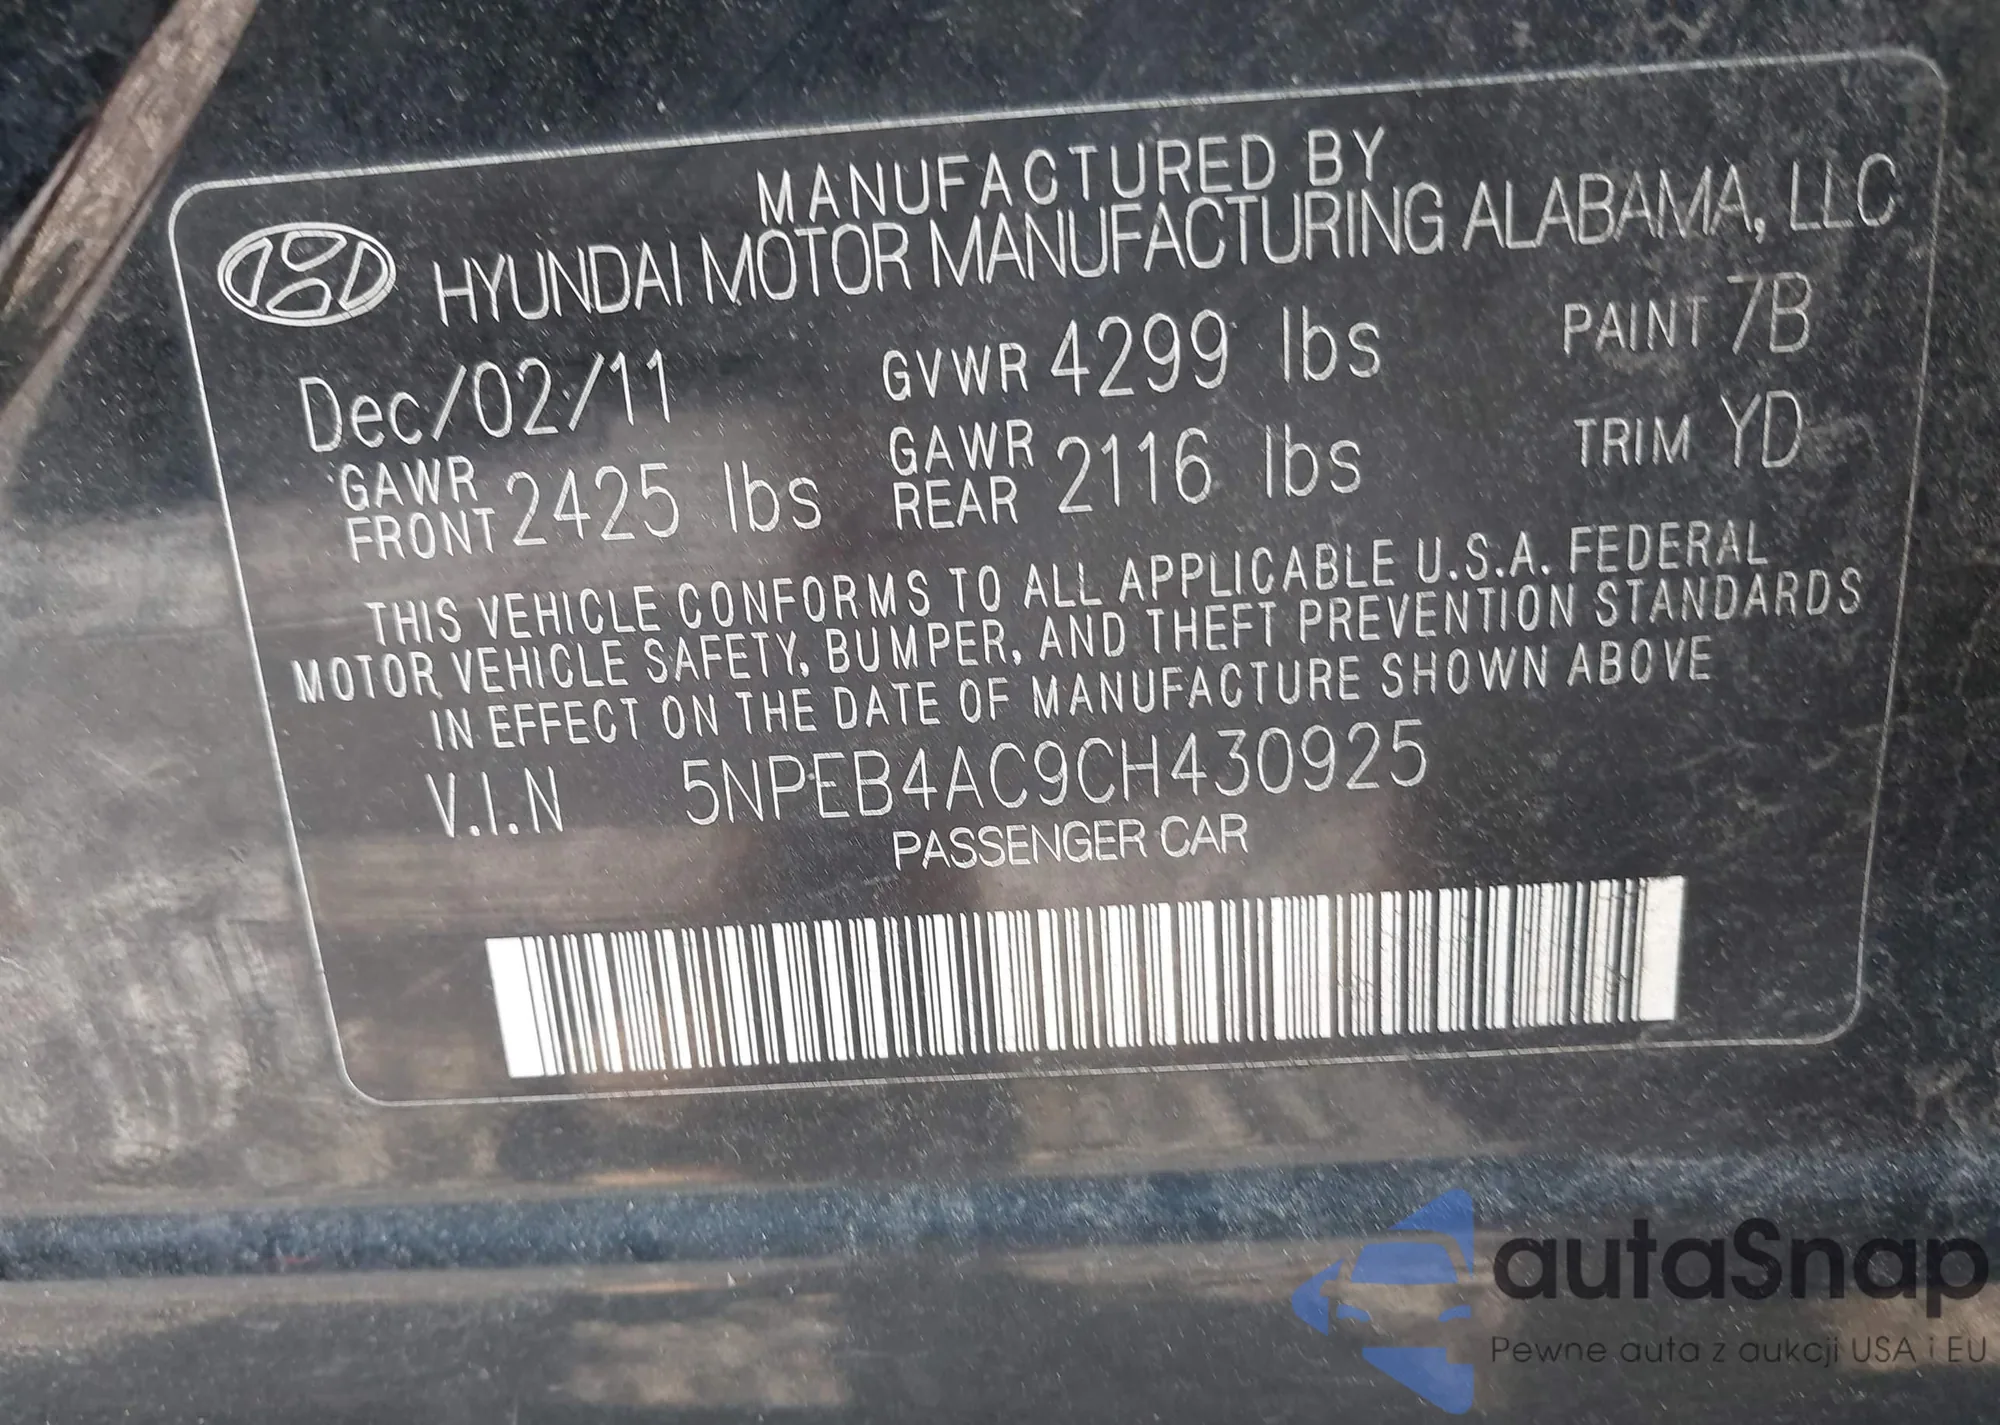 MANUFACTURED BY
HYUNDAI MOTOR MANUFACTURING ALABAMA, LLC
Dec/02/11 GVWR 4299 lbs PAINT 7B
GAWR FRONT 2425 lbs GAWR REAR 2116 lbs TRIM YD
THIS VEHICLE CONFORMS TO ALL APPLICABLE U.S.A. FEDERAL
MOTOR VEHICLE SAFETY, BUMPER, AND THEFT PREVENTION STANDARDS
IN EFFECT ON THE DATE OF MANUFACTURE SHOWN ABOVE
V.I.N 5NPEB4AC9CH430925
PASSENGER CAR
autaSnap
Pewne auta z aukcji USA i EU